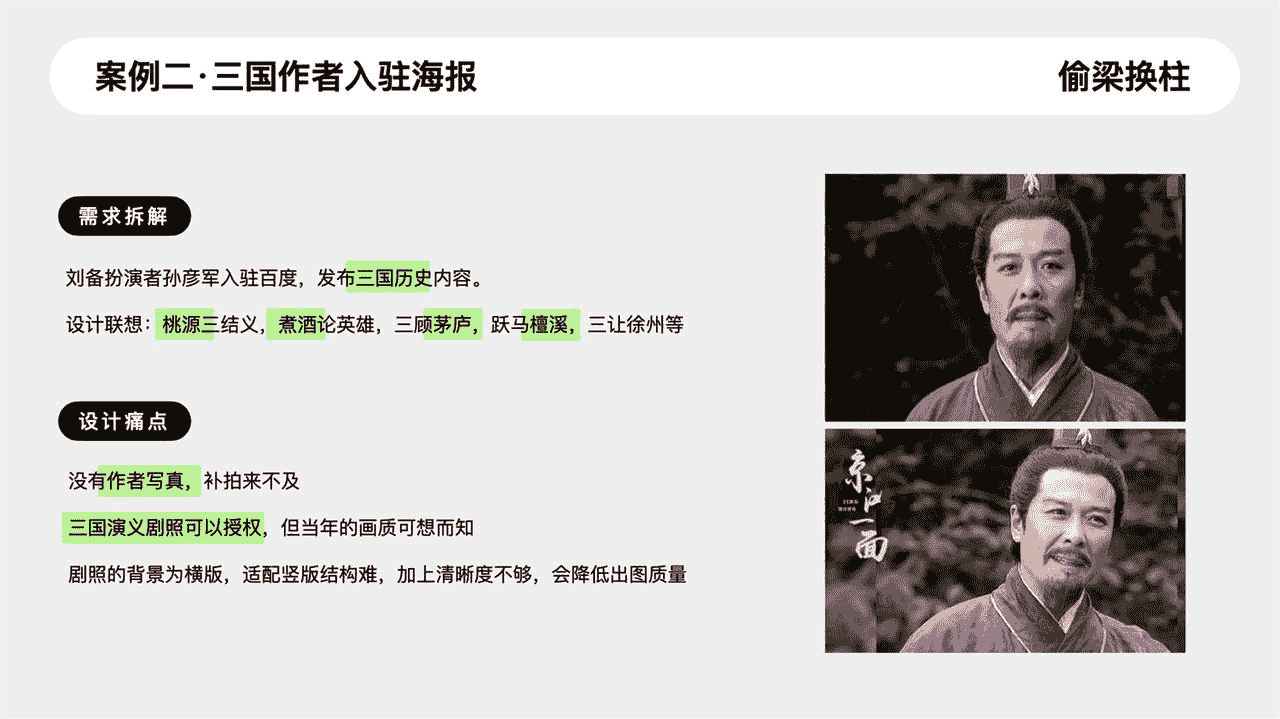 案例二·三国作者入驻海报
偷梁换柱
需求拆解
刘备扮演者孙彦军入驻百度，发布三国历史内容。
设计联想：桃源三结义，煮酒论英雄，三顾茅庐，跃马檀溪，三让徐州等
设计痛点
没有作者写真，补拍来不及
三国演义剧照可以授权，但当年的画质可想而知
剧照的背景为横版，适配竖版结构难，加上清晰度不够，会降低出图质量
京江一面